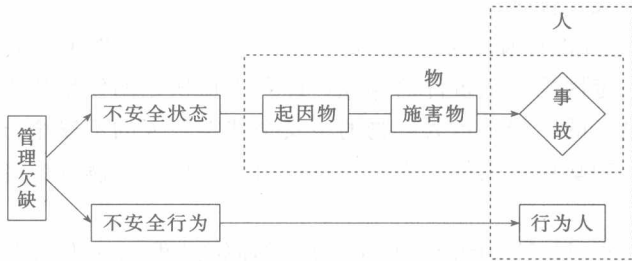 人
物
不安全状态
起因物
施害物
事故
管理欠缺
不安全行为
行为人